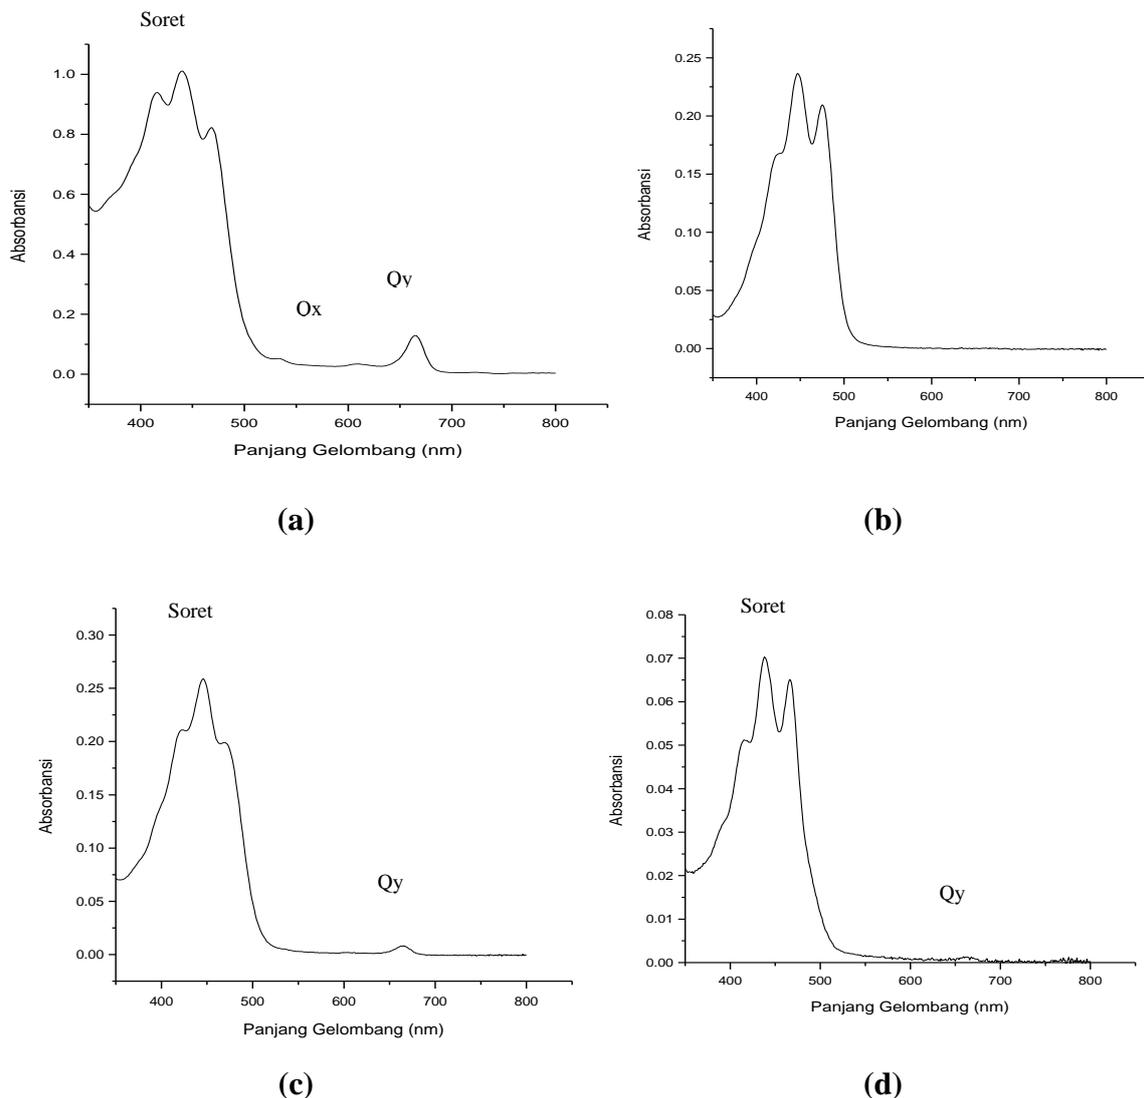 Soret
1.0
0.8
0.6
0.4
0.2
0.0
Absorbansi
Qy
Ox
400 500 600 700 800
Panjang Gelombang (nm)
(a)
0.25
0.20
0.15
0.10
0.05
0.00
Absorbansi
400 500 600 700 800
Panjang Gelombang (nm)
(b)
Soret
0.30
0.25
0.20
0.15
0.10
0.05
0.00
Absorbansi
Qy
400 500 600 700 800
Panjang Gelombang (nm)
(c)
Soret
0.08
0.07
0.06
0.05
0.04
0.03
0.02
0.01
0.00
Absorbansi
Qy
400 500 600 700 800
Panjang Gelombang (nm)
(d)